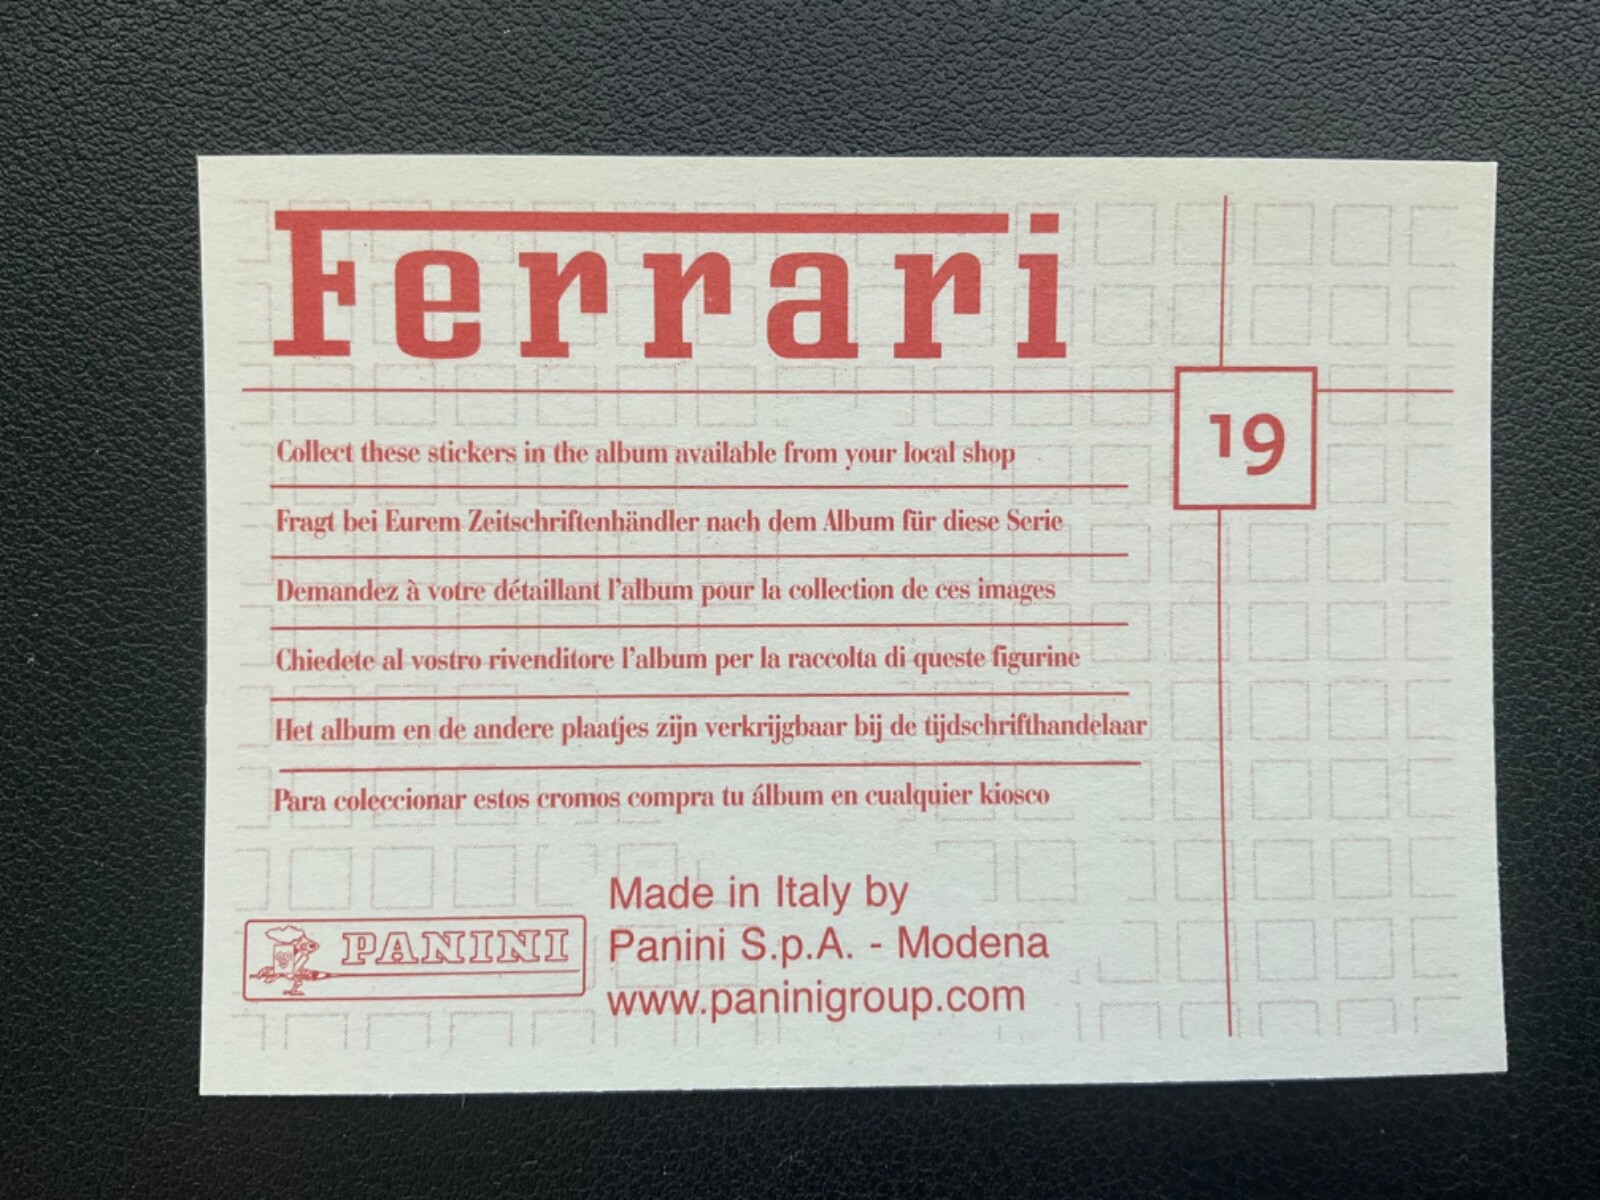 Ferrari
19
Collect these stickers in the album available from your local shop
Fragt bei Eurem Zeitschriftenhändler nach dem Album für diese Serie
Demandez à votre détaillant l'album pour la collection de ces images
Chiedete al vostro rivenditore l'album per la raccolta di queste figurine
Het album en de andere plaatjes zijn verkrijgbaar bij de tijdschrifthandelaar
Para coleccionar estos cromos compra tu álbum en cualquier kiosco
PANINI
Made in Italy by
Panini S.p.A. - Modena
www.paninigroup.com